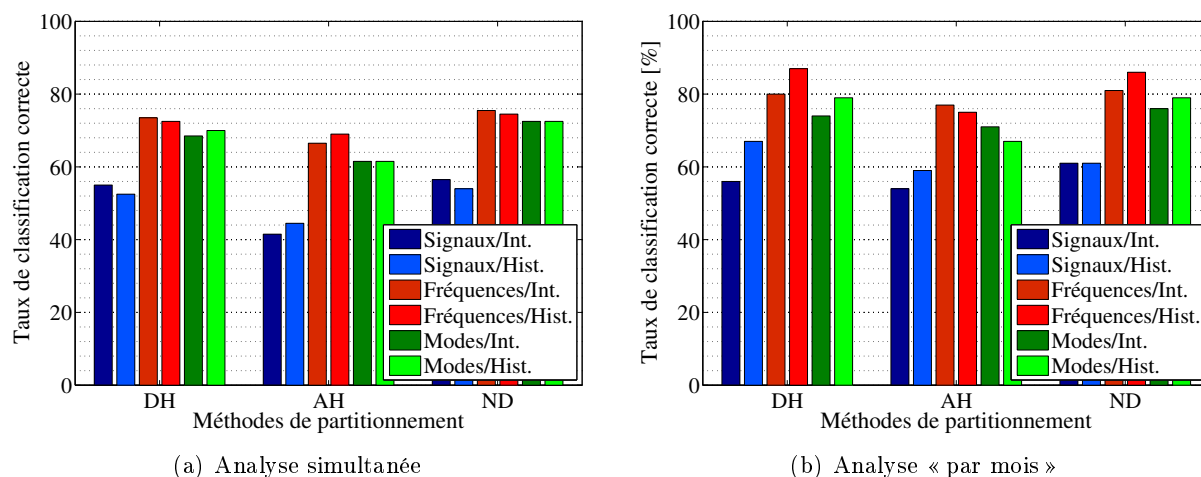 Taux de classification correcte
100
80
60
40
20
0
DH
AH
ND
Méthodes de partitionnement
Signaux/Int.
Signaux/Hist.
Fréquences/Int.
Fréquences/Hist.
Modes/Int.
Modes/Hist.
(a) Analyse simultanée
Taux de classification correcte [%]
100
80
60
40
20
0
DH
AH
ND
Méthodes de partitionnement
Signaux/Int.
Signaux/Hist.
Fréquences/Int.
Fréquences/Hist.
Modes/Int.
Modes/Hist.
(b) Analyse « par mois »